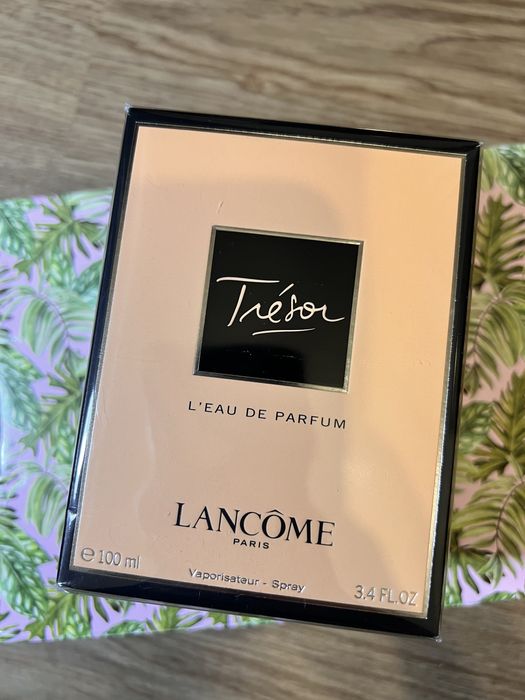 Trésor
L'EAU DE PARFUM
LANCÔME
PARIS
℮ 100 ml
Vaporisateur - Spray
3.4 FL.OZ